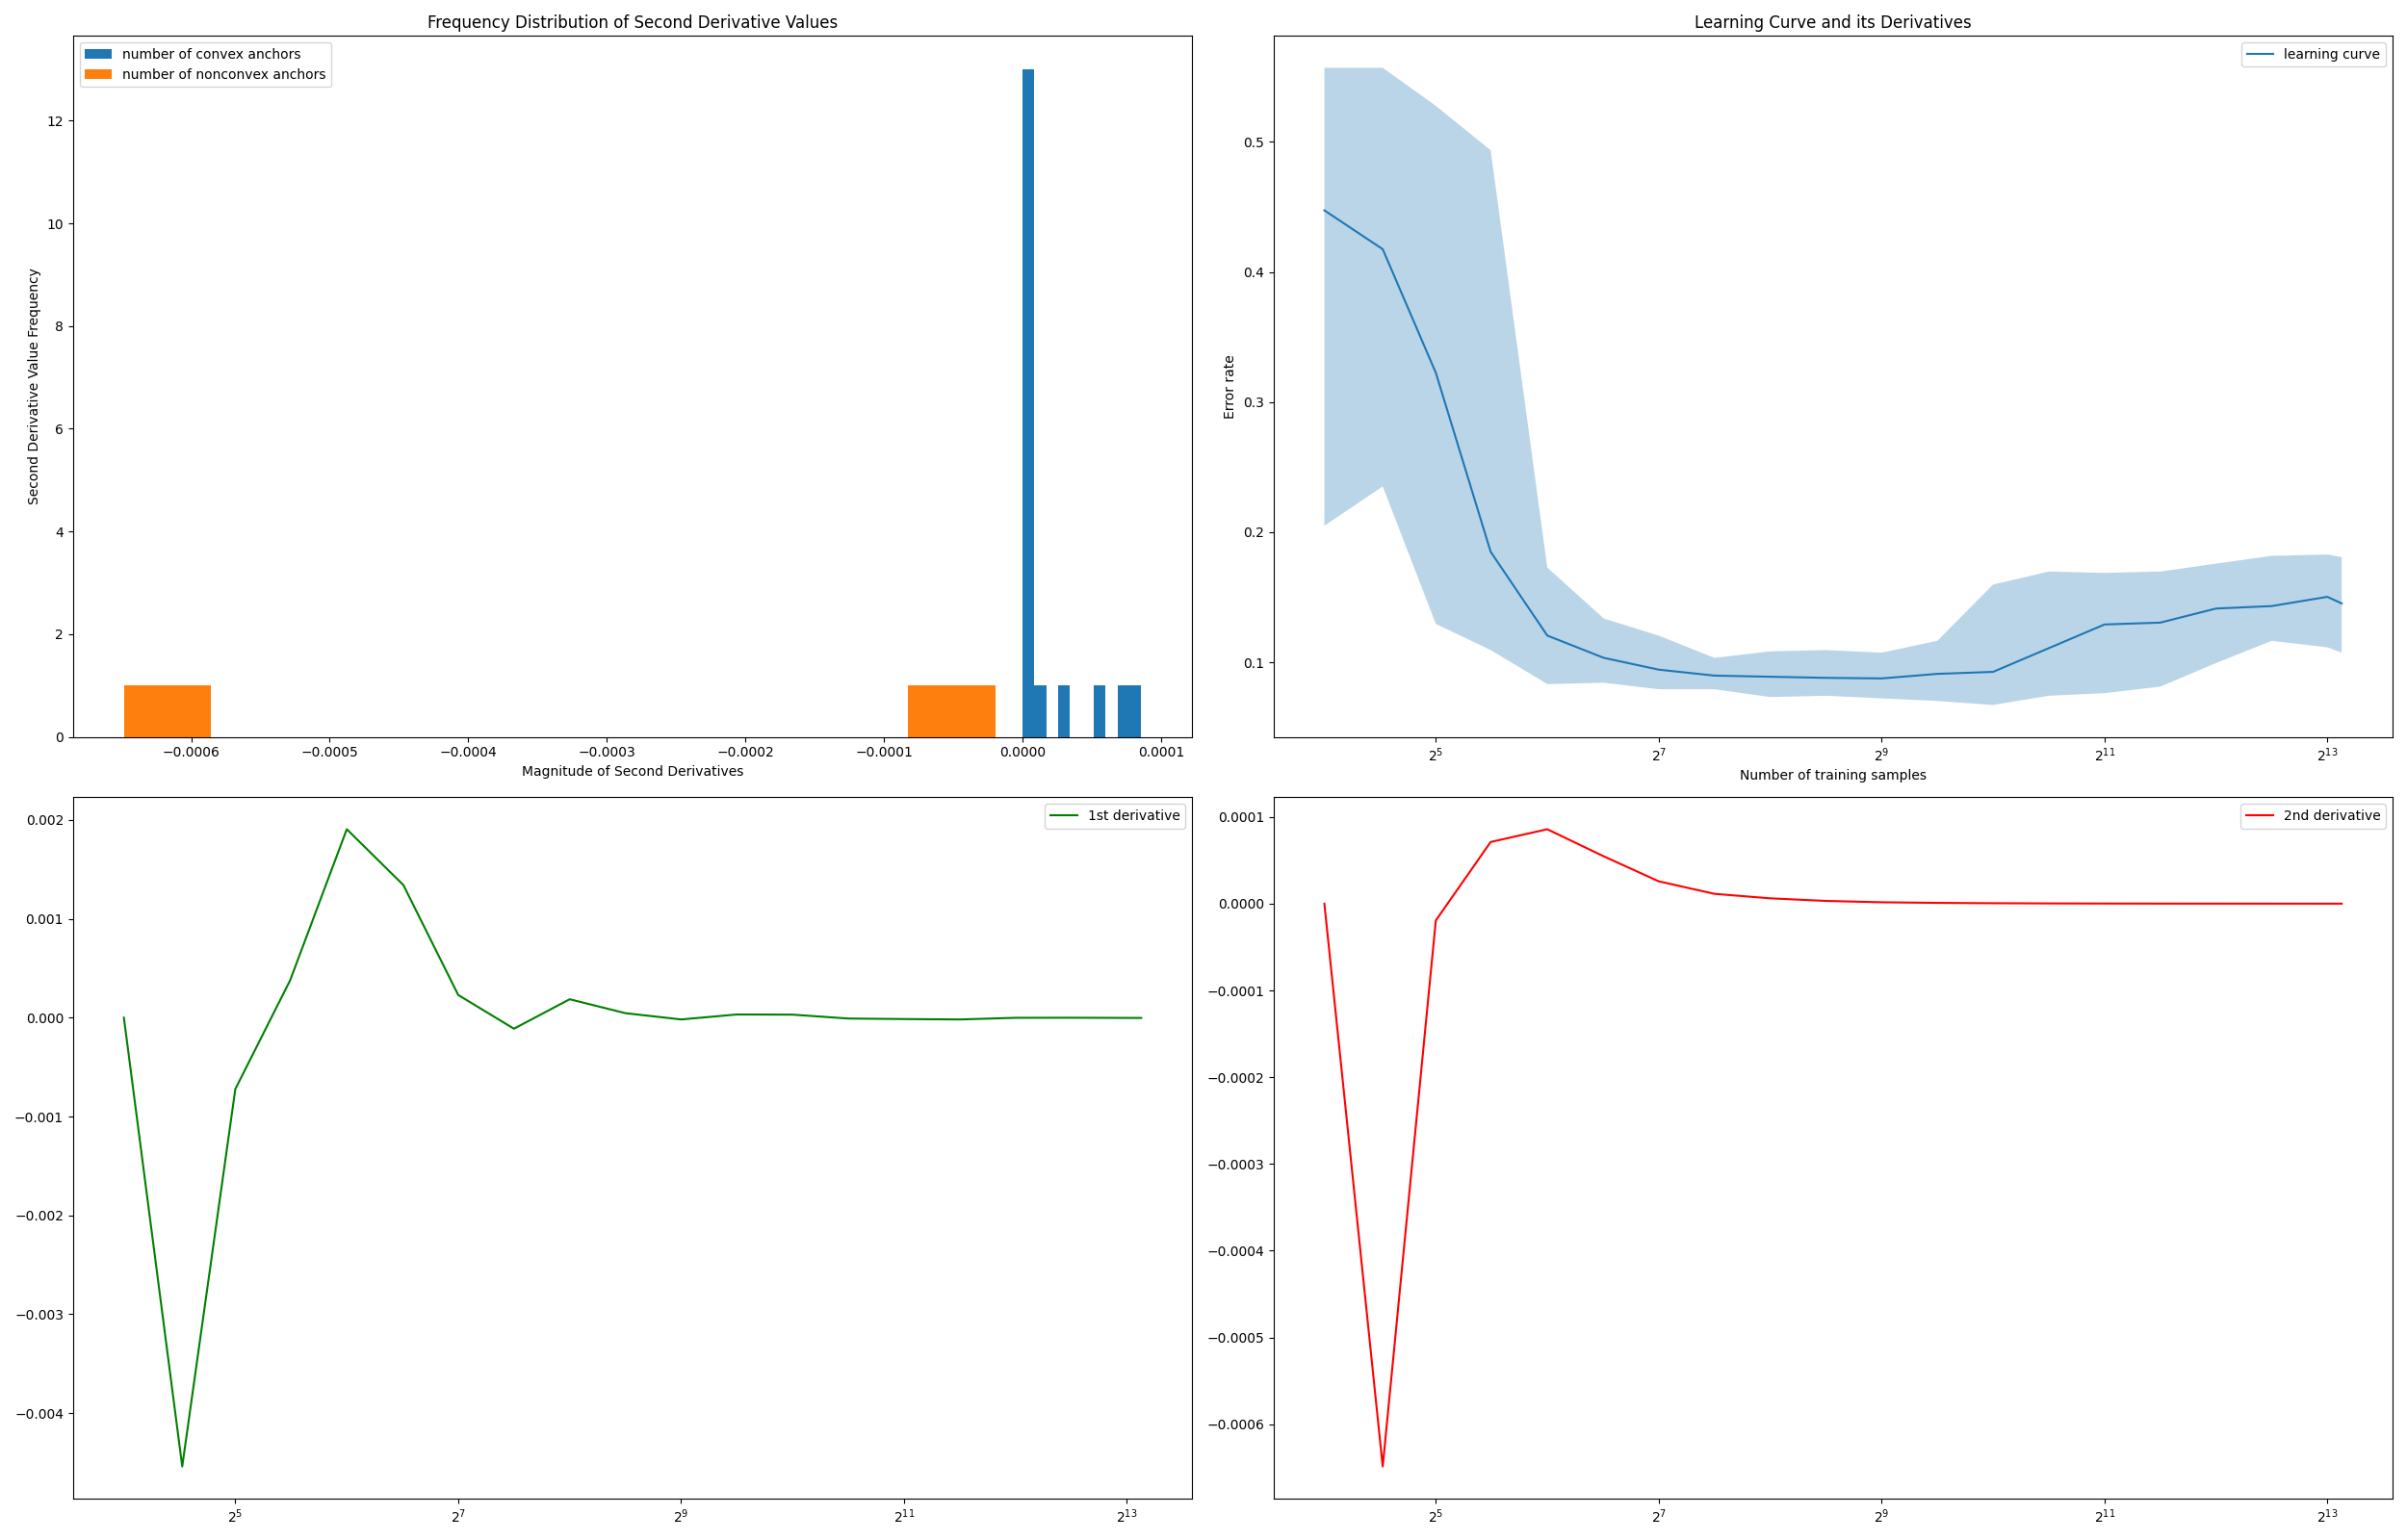 Frequency Distribution of Second Derivative Values
number of convex anchors
number of nonconvex anchors
Second Derivative Value Frequency
12
10
8
6
4
2
0
−0.0006 −0.0005 −0.0004 −0.0003 −0.0002 −0.0001 0.0000 0.0001
Magnitude of Second Derivatives
Learning Curve and its Derivatives
learning curve
Error rate
0.5
0.4
0.3
0.2
0.1
2^5 2^7 2^9 2^11 2^13
Number of training samples
1st derivative
0.002
0.001
0.000
−0.001
−0.002
−0.003
−0.004
2^5 2^7 2^9 2^11 2^13
2nd derivative
0.0001
0.0000
−0.0001
−0.0002
−0.0003
−0.0004
−0.0005
−0.0006
2^5 2^7 2^9 2^11 2^13